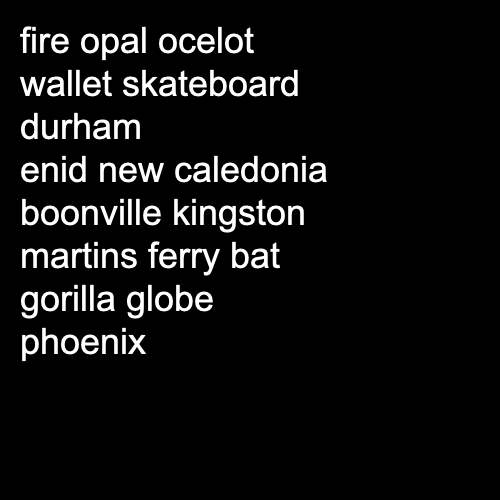 fire opal ocelot
wallet skateboard
durham
enid new caledonia
boonville kingston
martins ferry bat
gorilla globe
phoenix